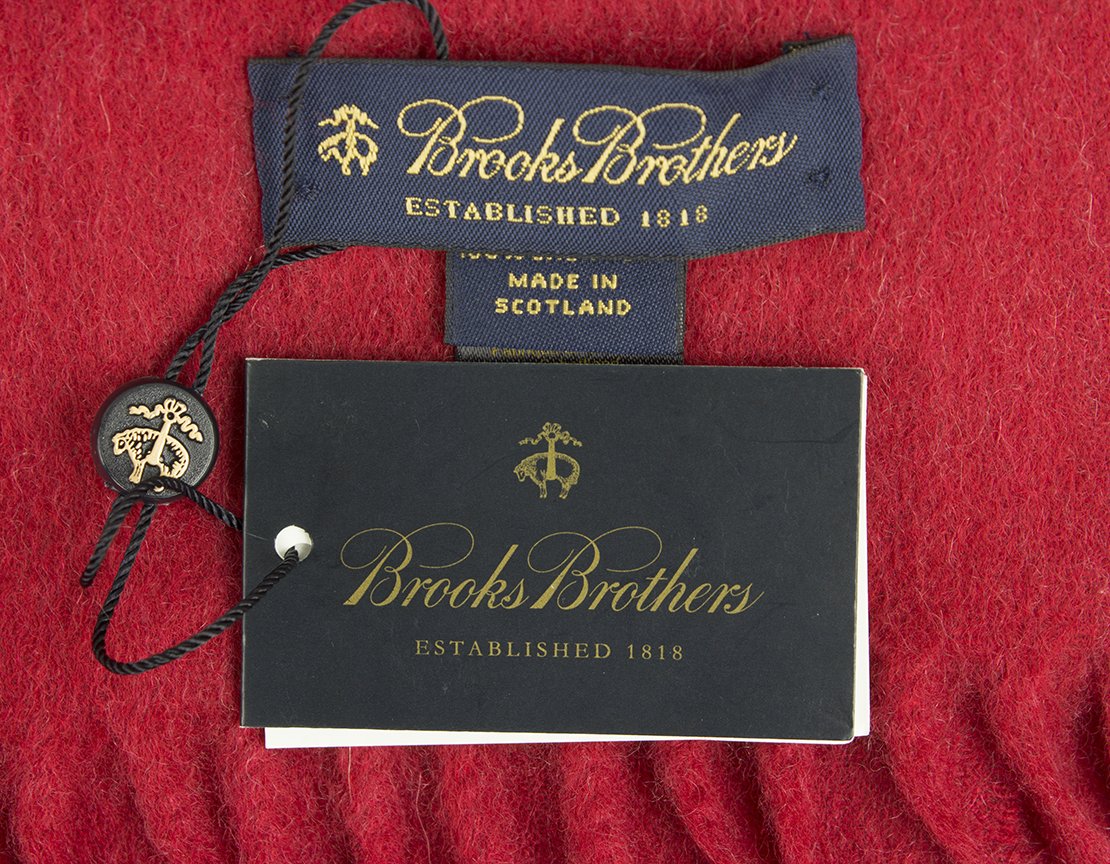 Brooks Brothers
ESTABLISHED 1818
MADE IN
SCOTLAND
Brooks Brothers
ESTABLISHED 1818